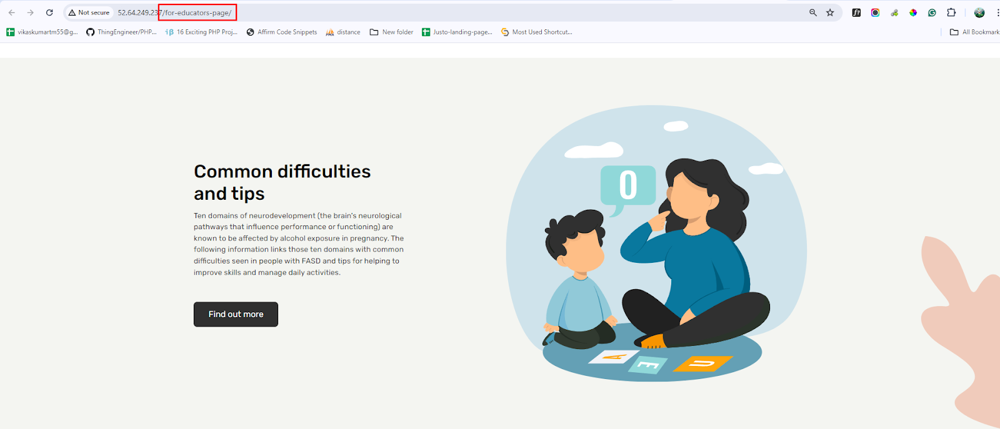 Not secure 52.64.249.237/for-educators-page/
vikaskumartm55@g... ThingEngineer/PHP... 16 Exciting PHP Proj... Affirm Code Snippets distance New folder Justo-landing-page... Most Used Shortcut... All Bookmark
Common difficulties
and tips
Ten domains of neurodevelopment (the brain's neurological
pathways that influence performance or functioning) are
known to be affected by alcohol exposure in pregnancy. The
following information links those ten domains with common
difficulties seen in people with FASD and tips for helping to
improve skills and manage daily activities.
Find out more
O
A
E
U